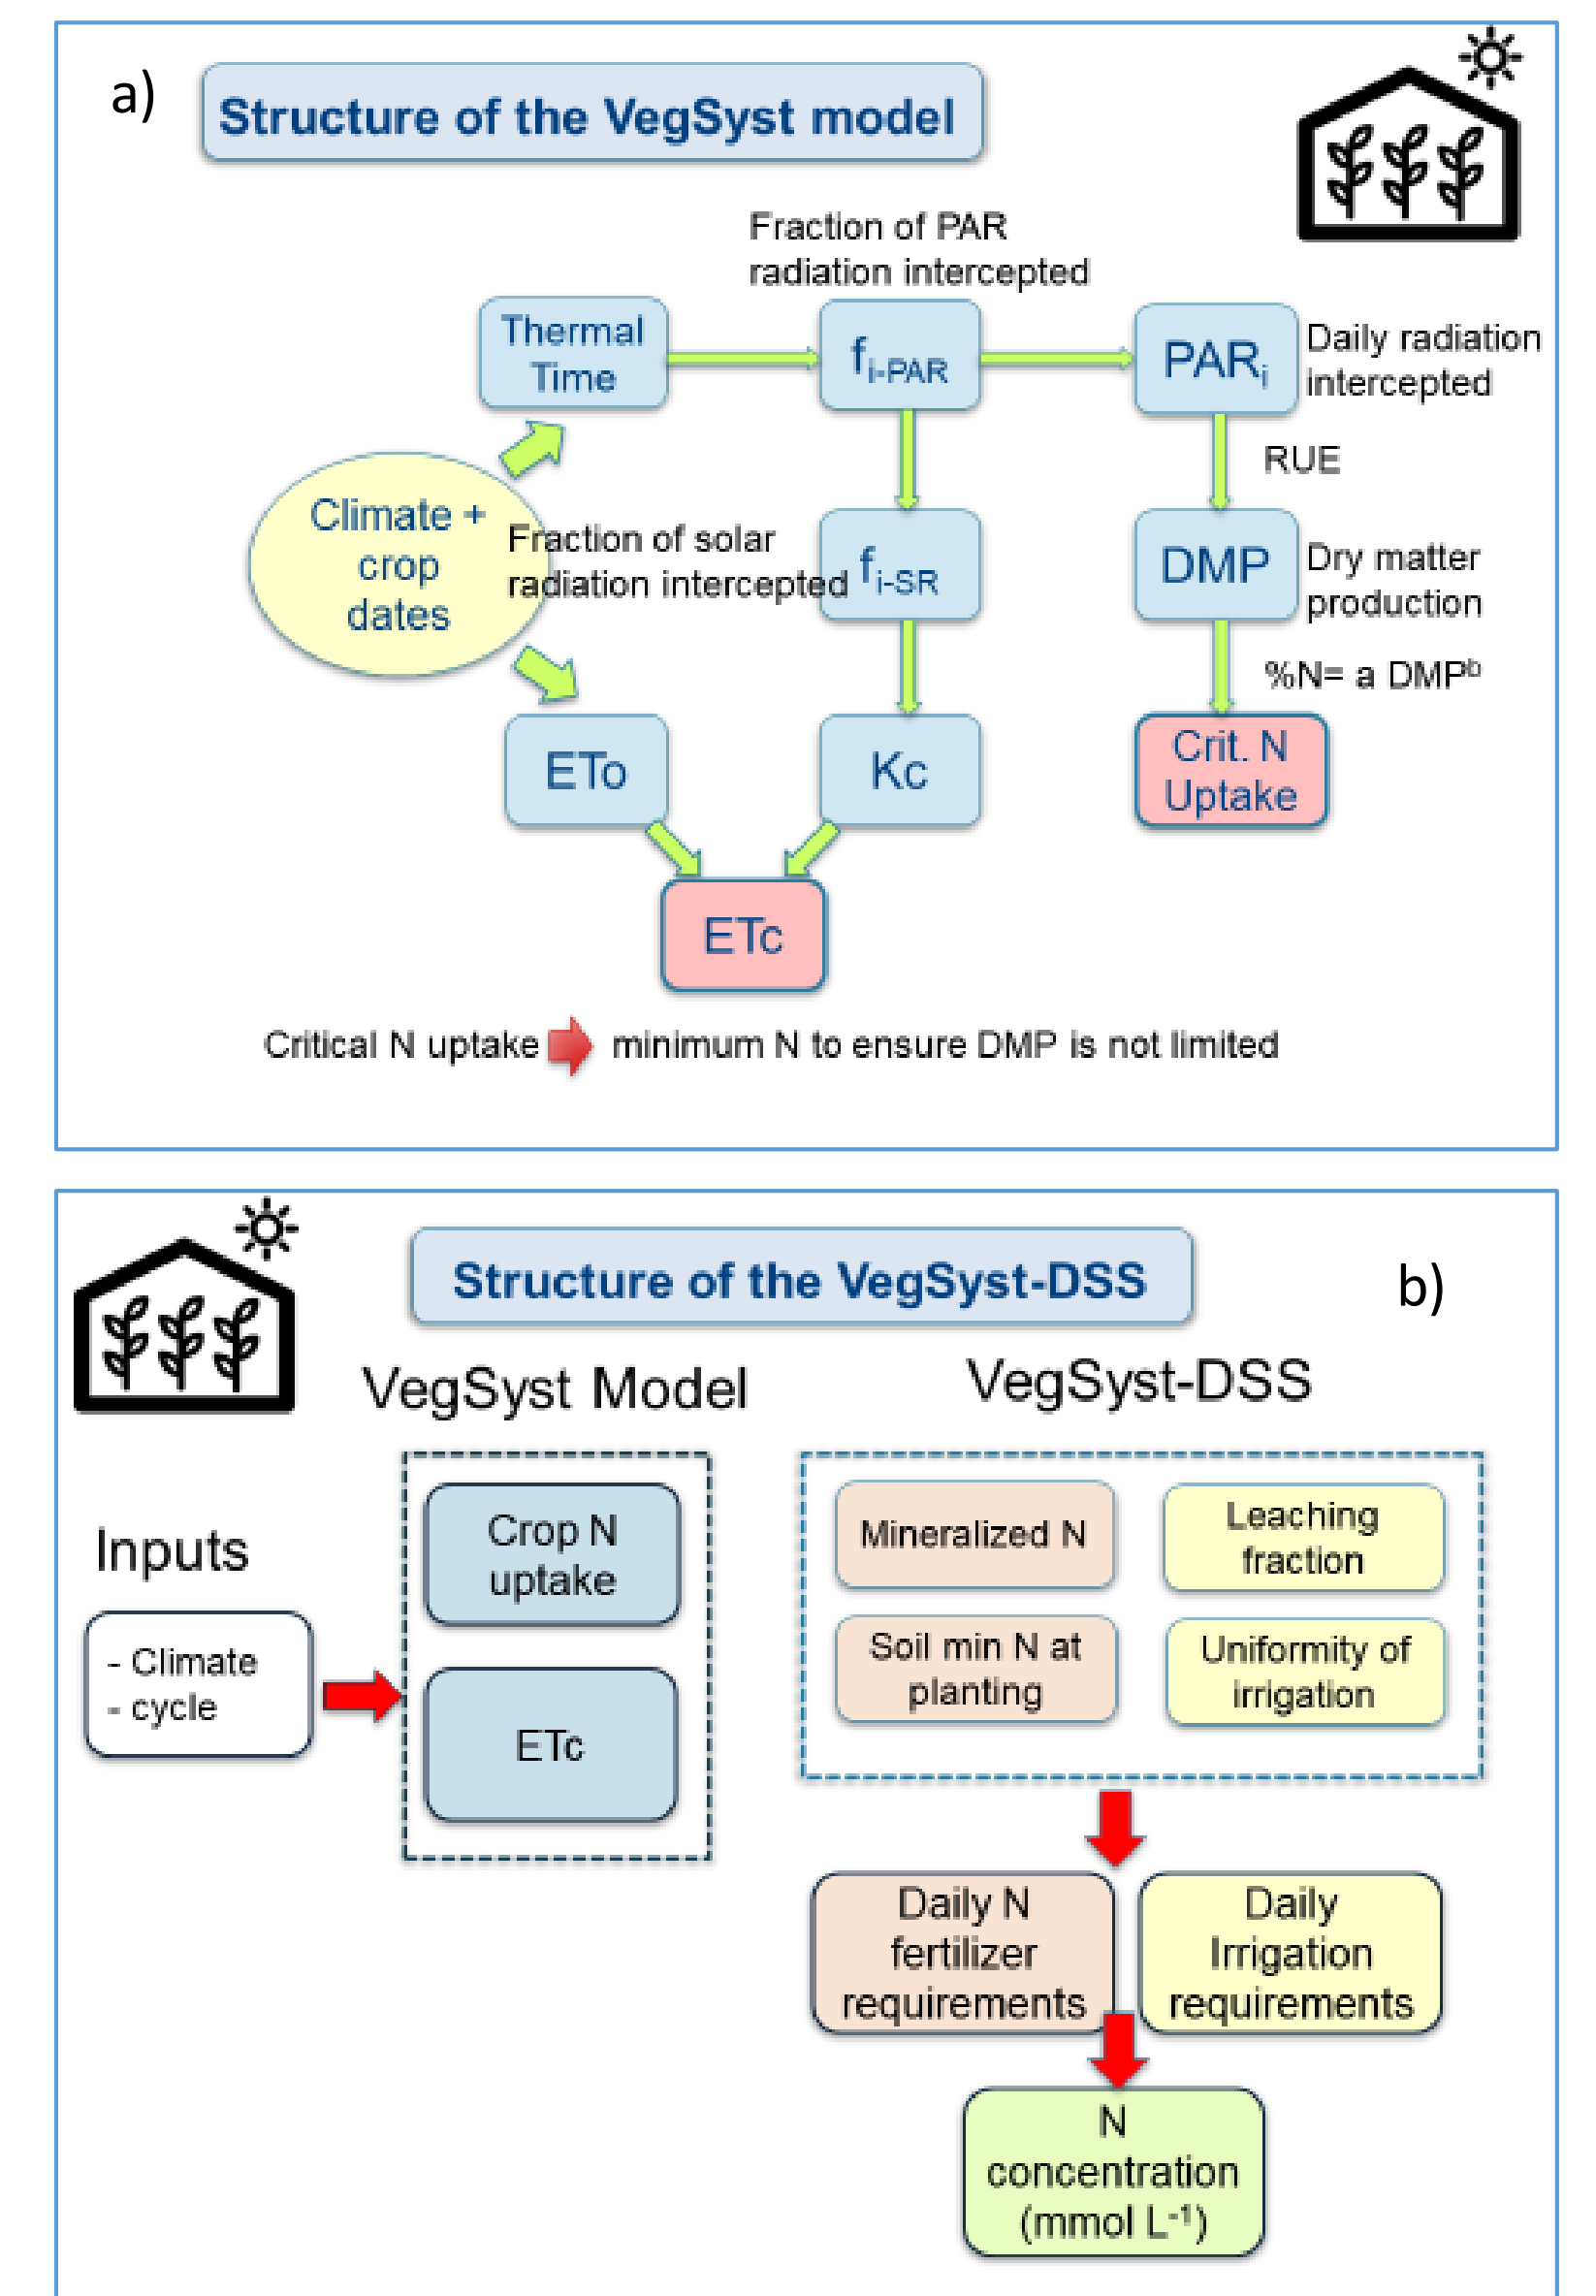 a)
Structure of the VegSyst model
Fraction of PAR
radiation intercepted
Thermal
Time
fi-PAR
PARi
Daily radiation
intercepted
RUE
Climate +
crop
dates
Fraction of solar
radiation intercepted
fi-SR
DMP
Dry matter
production
%N= a DMPᵇ
ETo
Kc
Crit. N
Uptake
ETc
Critical N uptake
minimum N to ensure DMP is not limited
Structure of the VegSyst-DSS
b)
VegSyst Model
VegSyst-DSS
Inputs
- Climate
- cycle
Crop N
uptake
ETc
Mineralized N
Leaching
fraction
Soil min N at
planting
Uniformity of
irrigation
Daily N
fertilizer
requirements
Daily
Irrigation
requirements
N
concentration
(mmol L⁻¹)